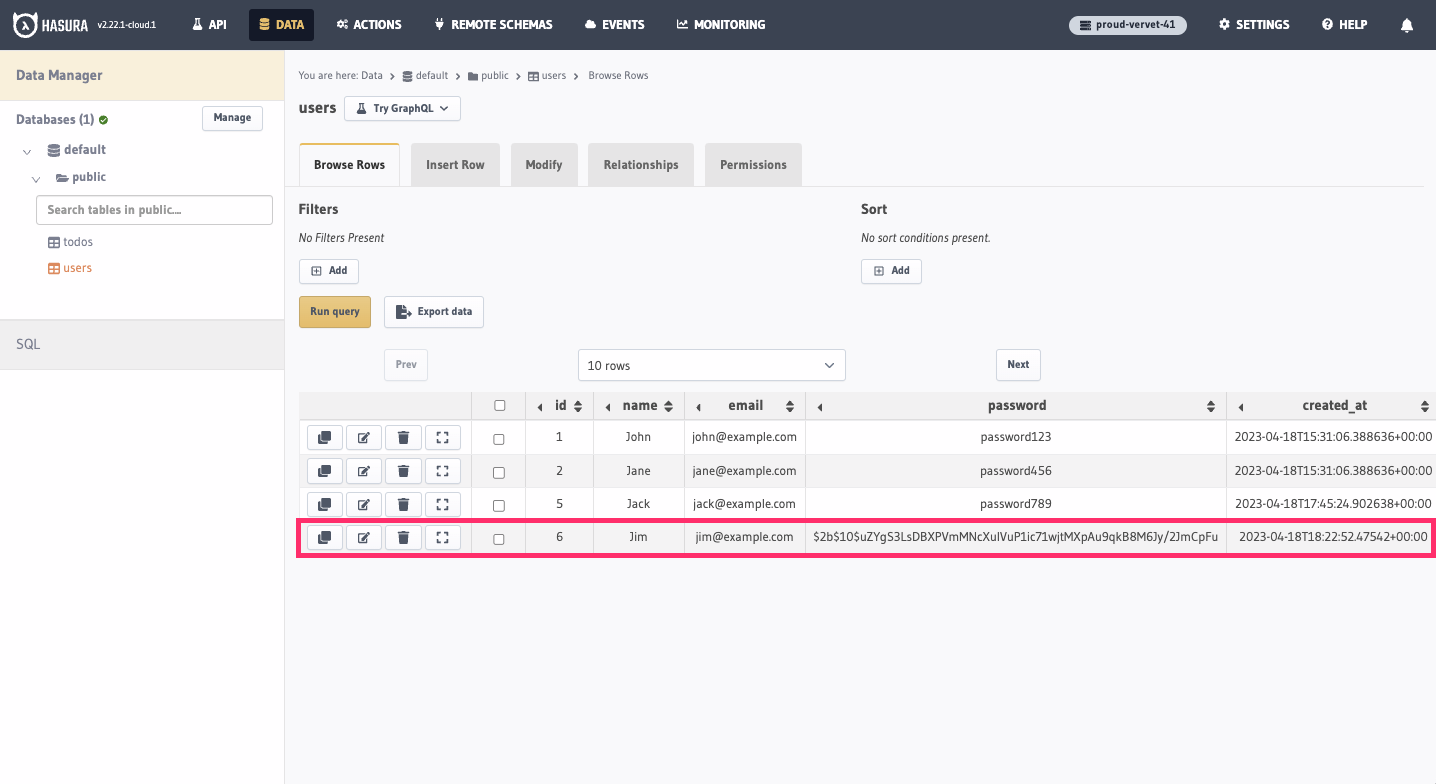 HASURA v2.22.1-cloud.1 API DATA ACTIONS REMOTE SCHEMAS EVENTS MONITORING proud-vervet-41 SETTINGS HELP
Data Manager
Databases (1) Manage
default
public
Search tables in public....
todos
users
SQL
You are here: Data default public users Browse Rows
users Try GraphQL
Browse Rows Insert Row Modify Relationships Permissions
Filters Sort
No Filters Present No sort conditions present.
Add Add
Run query Export data
Prev 10 rows Next
id name email password created_at
1 John john@example.com password123 2023-04-18T15:31:06.388636+00:00
2 Jane jane@example.com password456 2023-04-18T15:31:06.388636+00:00
5 Jack jack@example.com password789 2023-04-18T17:45:24.902638+00:00
6 Jim jim@example.com $2b$10$uZYgS3LsDBXPVmMNcXuIVuP1ic71wjtMXpAu9qkB8M6Jy/2JmCpFu 2023-04-18T18:22:52.47542+00:00